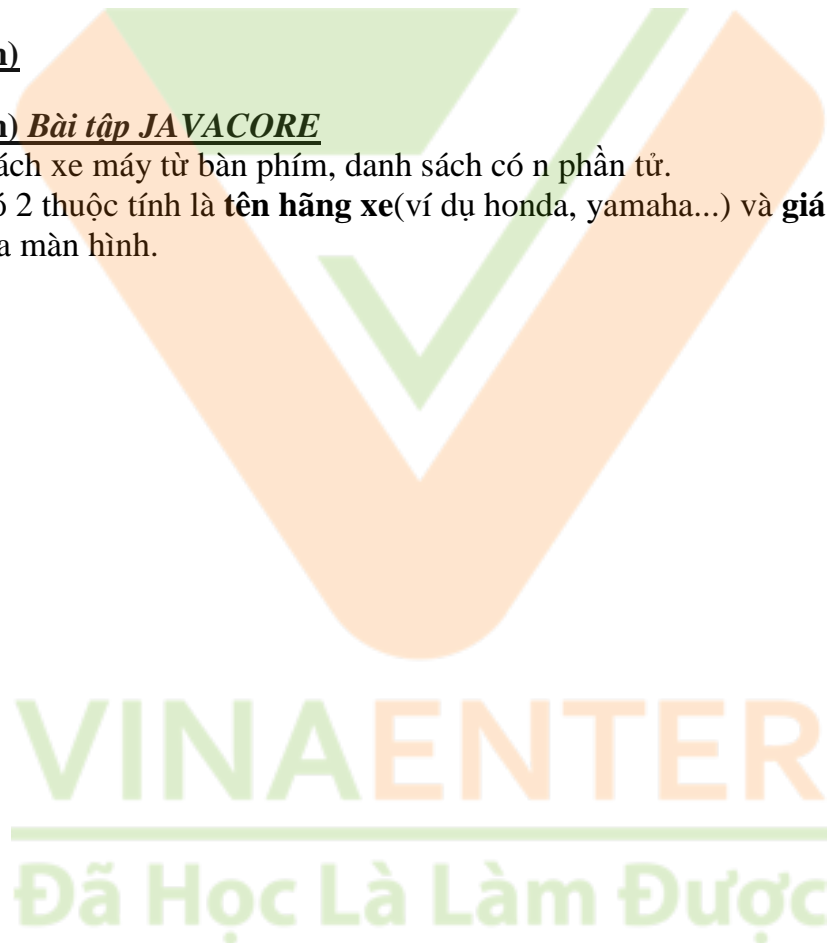 n)
n) Bài tập JAVACORE
ách xe máy từ bàn phím, danh sách có n phần tử.
ó 2 thuộc tính là tên hãng xe(ví dụ honda, yamaha...) và giá
a màn hình.
VINAENTER
Đã Học Là Làm Được